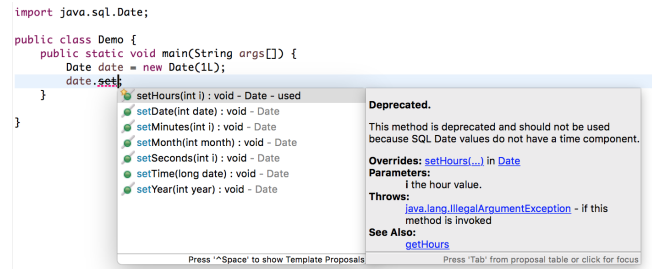 import java.sql.Date;
public class Demo {
public static void main(String args[]) {
Date date = new Date(1L);
date.set;
}
}
setHours(int i) : void - Date - used
setDate(int date) : void - Date
setMinutes(int i) : void - Date
setMonth(int month) : void - Date
setSeconds(int i) : void - Date
setTime(long date) : void - Date
setYear(int year) : void - Date
Press '^Space' to show Template Proposals
Deprecated.
This method is deprecated and should not be used
because SQL Date values do not have a time component.
Overrides: setHours(...) in Date
Parameters:
i the hour value.
Throws:
java.lang.IllegalArgumentException - if this
method is invoked
See Also:
getHours
Press 'Tab' from proposal table or click for focus